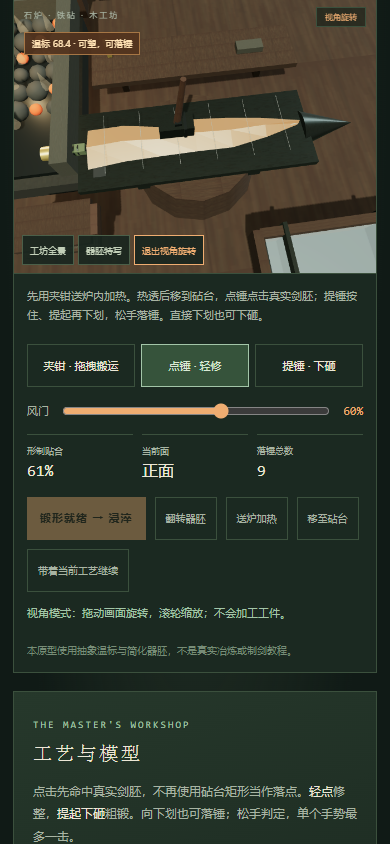 石炉 · 铁砧 · 木工坊
视角旋转
温标 68.4 · 可塑，可落锤
工坊全景
器胚特写
退出视角旋转
先用夹钳送炉内加热。热透后移到砧台，点锤点击真实剑胚；提锤按
住、提起再下划，松手落锤。直接下划也可下砸。
夹钳 · 拖拽搬运
点锤 · 轻修
提锤 · 下砸
风门
60%
形制贴合
当前面
落锤总数
61%
正面
9
锻形就绪 → 浸淬
翻转器胚
送炉加热
移至砧台
带着当前工艺继续
视角模式：拖动画面旋转，滚轮缩放；不会加工工件。
本原型使用抽象温标与简化器胚，不是真实冶炼或制剑教程。
THE MASTER'S WORKSHOP
工艺与模型
点击先命中真实剑胚，不再使用砧台矩形当作落点。轻点修
整，提起下砸粗锻。向下划也可落锤；松手判定，单个手势最
多一击。